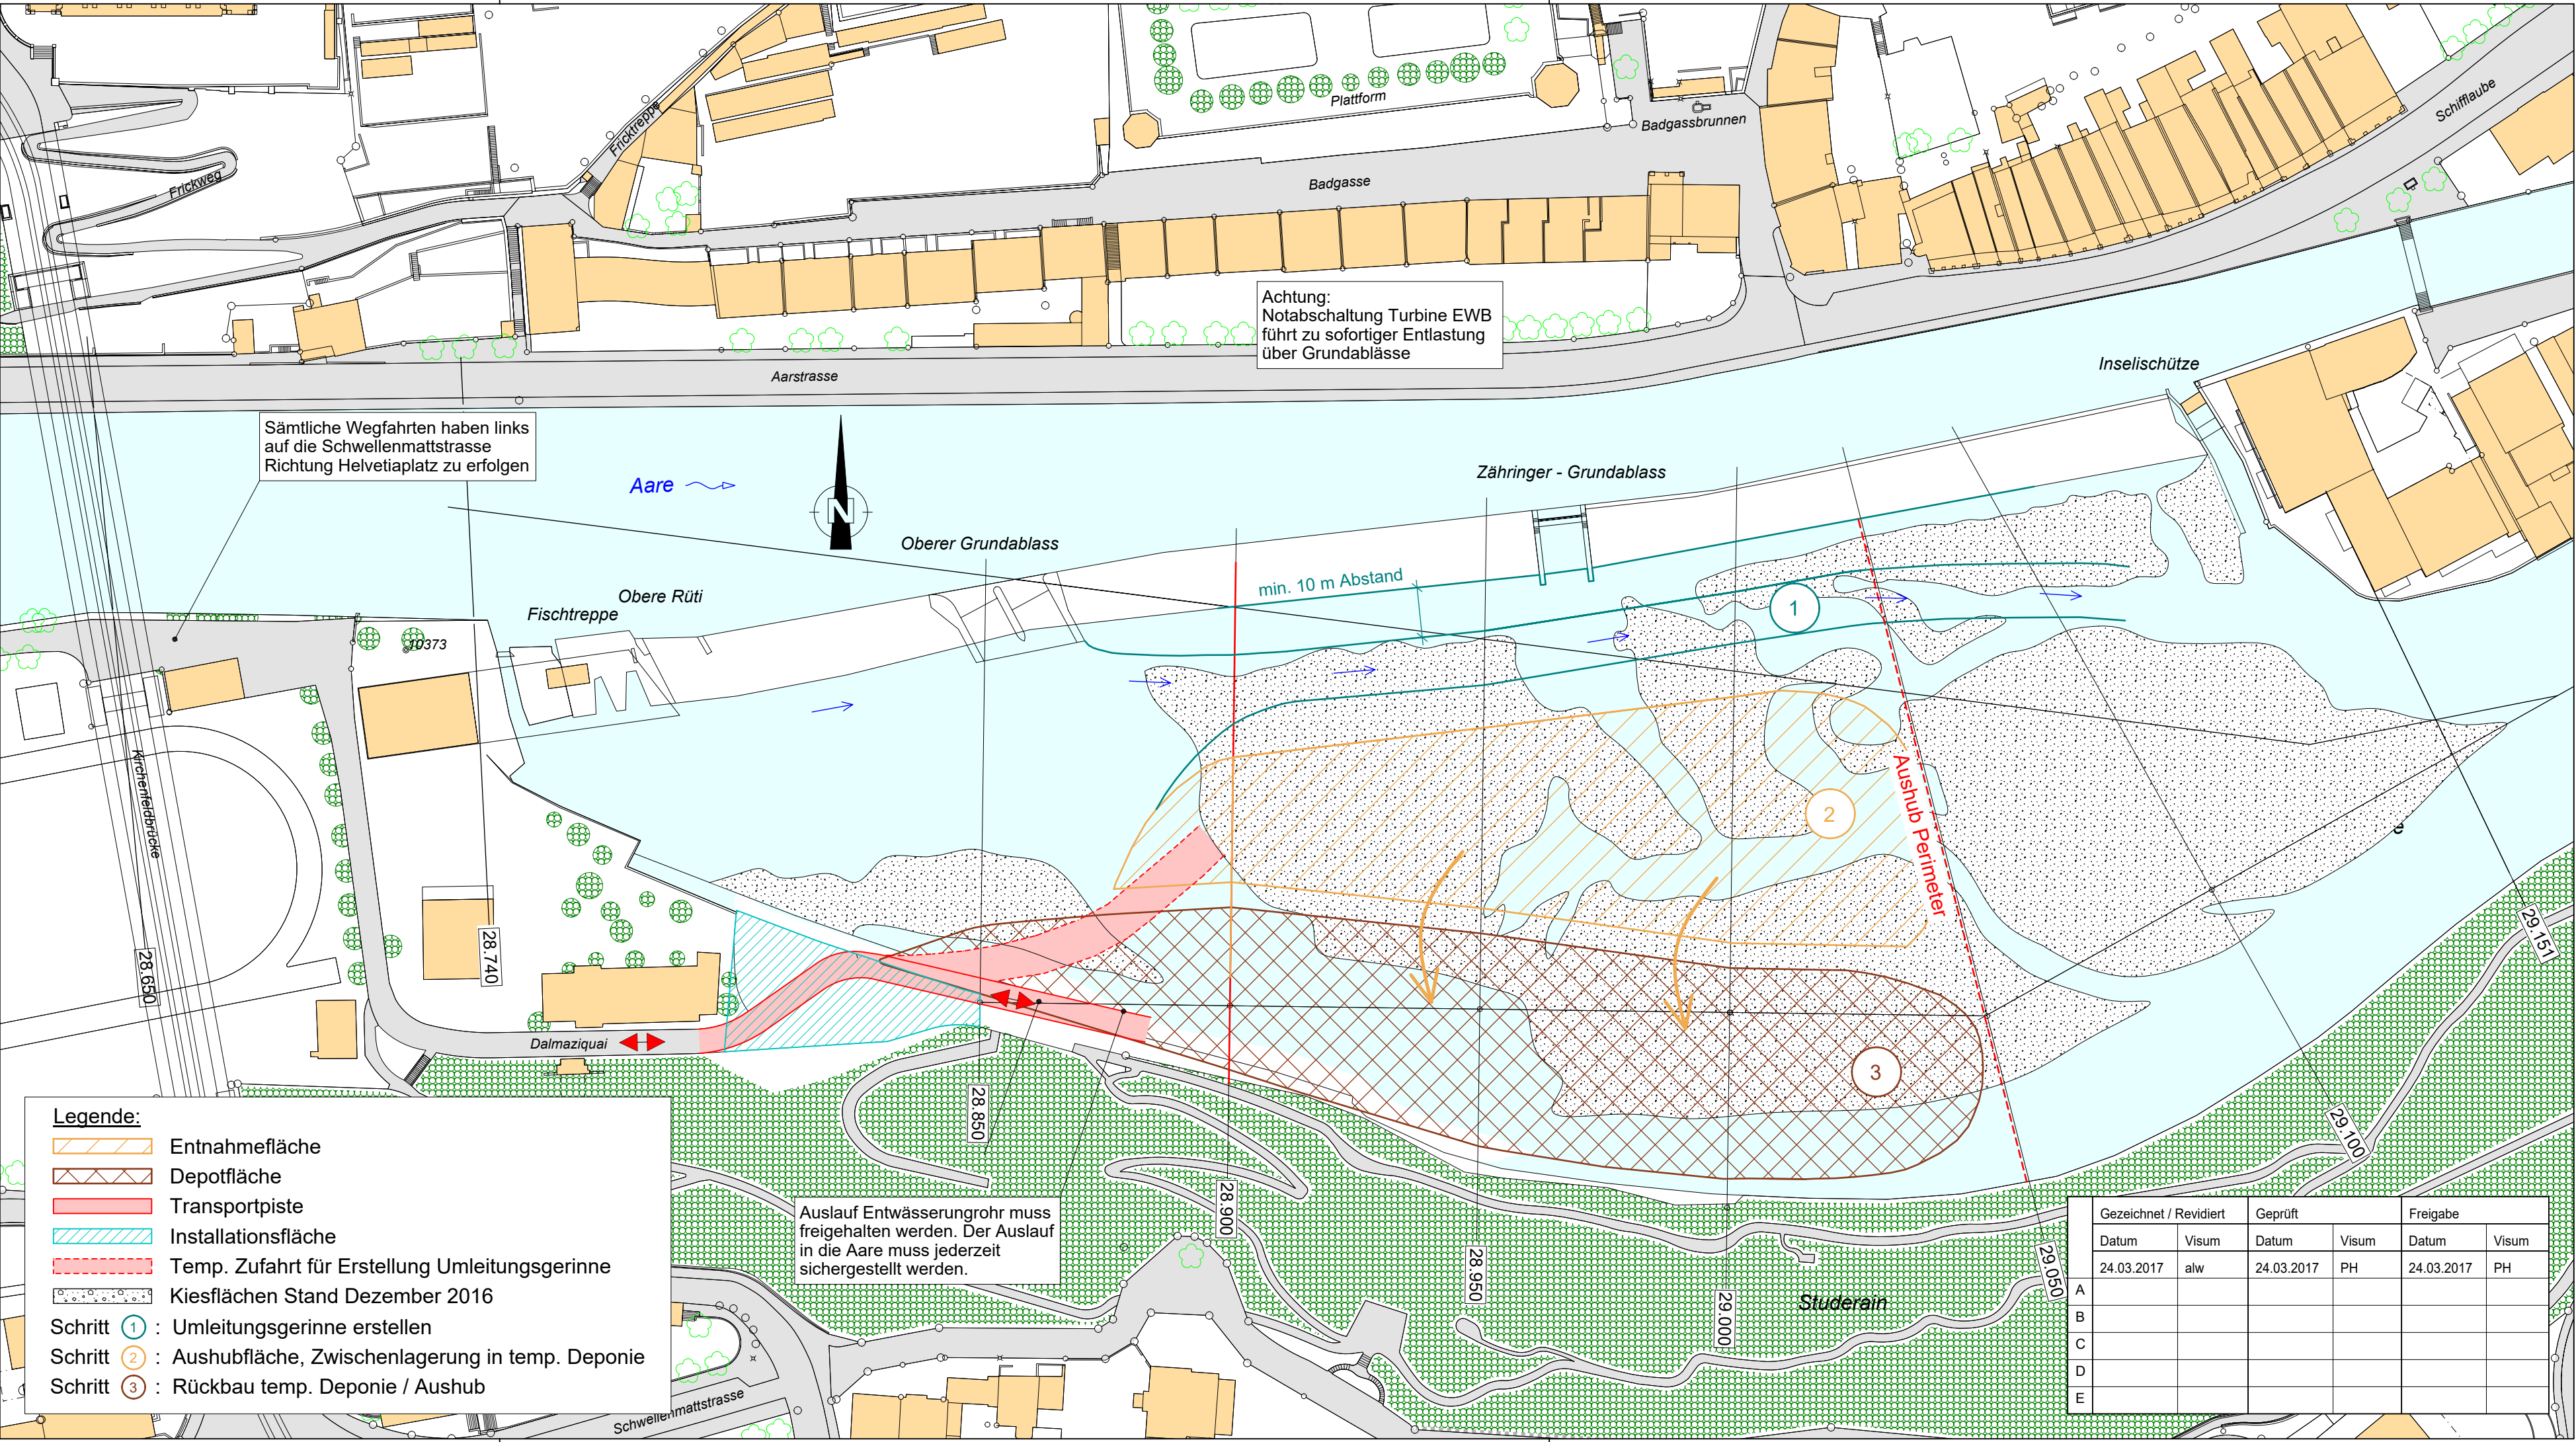 Plattform
Badgassbrunnen
Schifflaube
Fricktreppe
Frickweg
Badgasse
Achtung:
Notabschaltung Turbine EWB
führt zu sofortiger Entlastung
über Grundablässe
Inselischütze
Aarstrasse
Sämtliche Wegfahrten haben links
auf die Schwellenmattstrasse
Richtung Helvetiaplatz zu erfolgen
Aare
N
Zähringer - Grundablass
Oberer Grundablass
min. 10 m Abstand
Obere Rüti
Fischtreppe
10373
1
Kirchenfeldbrücke
2
Aushub Perimeter
28.650
28.740
29.151
Dalmaziquai
3
28.850
29.100
28.900
28.950
29.000
29.050
Auslauf Entwässerungrohr muss
freigehalten werden. Der Auslauf
in die Aare muss jederzeit
sichergestellt werden.
Studerain
Schwellenmattstrasse
Legende:
Entnahmefläche
Depotfläche
Transportpiste
Installationsfläche
Temp. Zufahrt für Erstellung Umleitungsgerinne
Kiesflächen Stand Dezember 2016
Schritt 1 : Umleitungsgerinne erstellen
Schritt 2 : Aushubfläche, Zwischenlagerung in temp. Deponie
Schritt 3 : Rückbau temp. Deponie / Aushub
Gezeichnet / Revidiert Geprüft Freigabe
Datum Visum Datum Visum Datum Visum
24.03.2017 alw 24.03.2017 PH 24.03.2017 PH
A
B
C
D
E